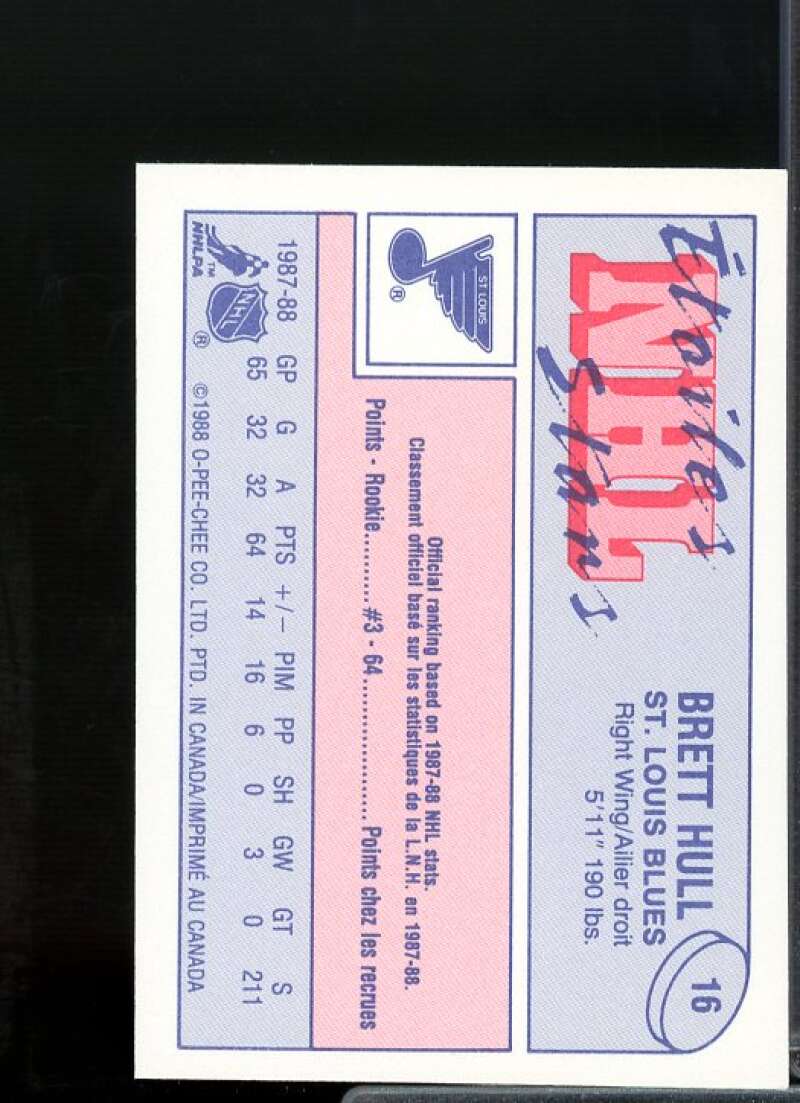 Étoiles
NHL
Stars
16
BRETT HULL
ST. LOUIS BLUES
Right Wing/Ailier droit
5'11" 190 lbs.
ST LOUIS
®
Official ranking based on 1987-88 NHL stats.
Classement officiel basé sur les statistiques de la L.N.H. en 1987-88.
Points - Rookie.......... #3 - 64..................... Points chez les recrues
1987-88 GP G A PTS +/- PIM PP SH GW GT S
65 32 32 64 14 16 6 0 3 0 211
NHLPA ™
NHL ®
©1988 O-PEE-CHEE CO. LTD. PTD. IN CANADA/IMPRIMÉ AU CANADA